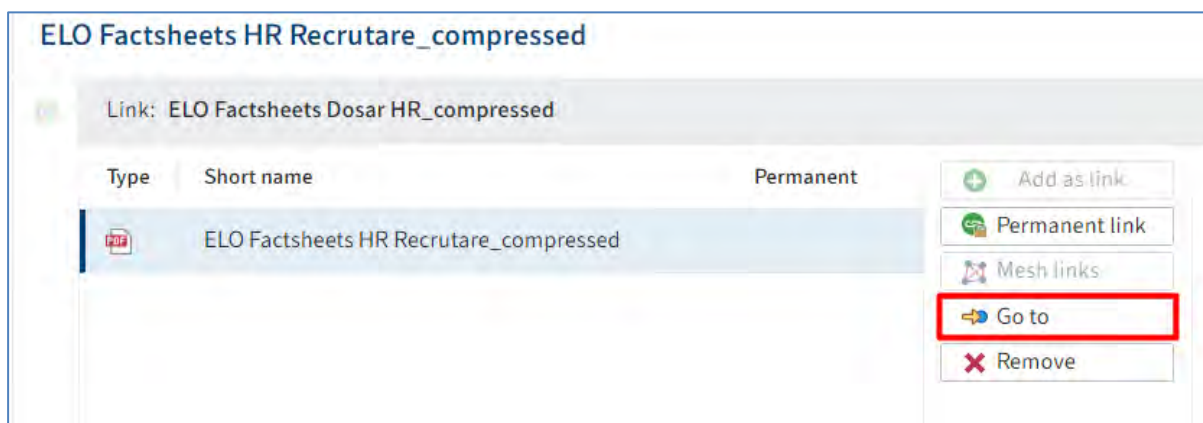 ELO Factsheets HR Recrutare_compressed
Link: ELO Factsheets Dosar HR_compressed
Type Short name Permanent
Add as link
PDF ELO Factsheets HR Recrutare_compressed
Permanent link
Mesh links
Go to
Remove